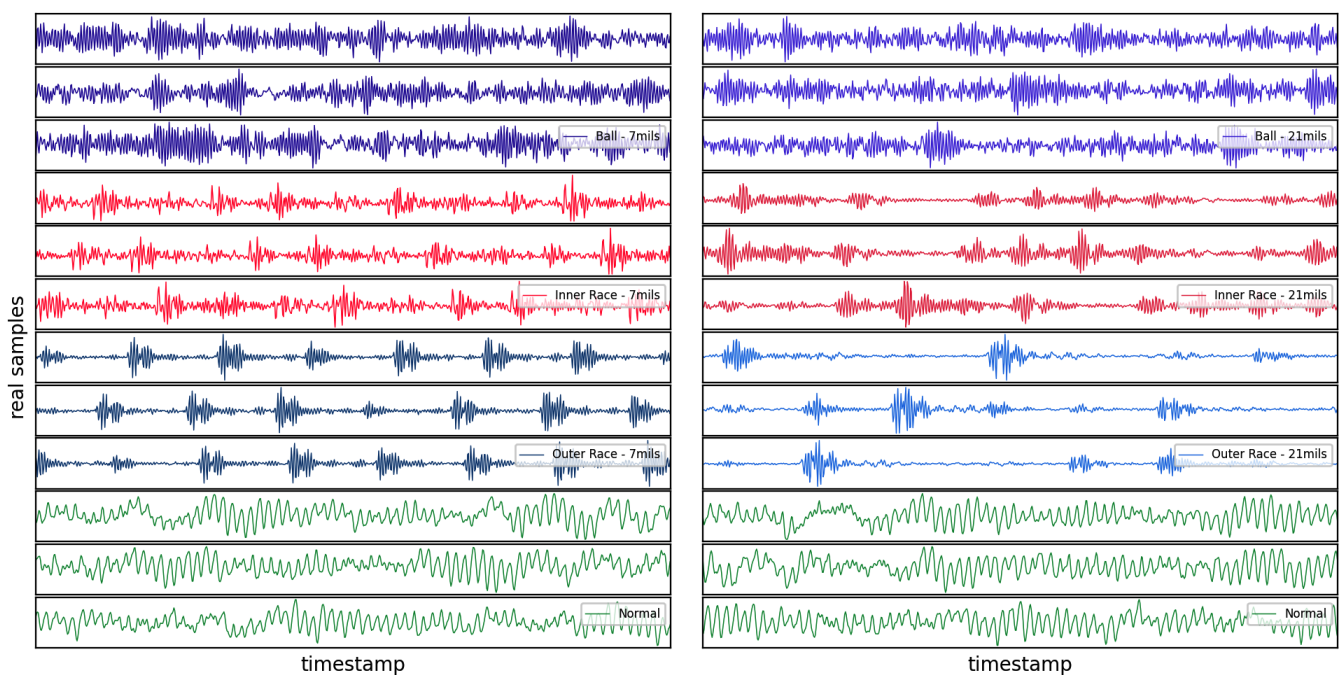 real samples
Ball - 7mils
Inner Race - 7mils
Outer Race - 7mils
Normal
timestamp
Ball - 21mils
Inner Race - 21mils
Outer Race - 21mils
Normal
timestamp